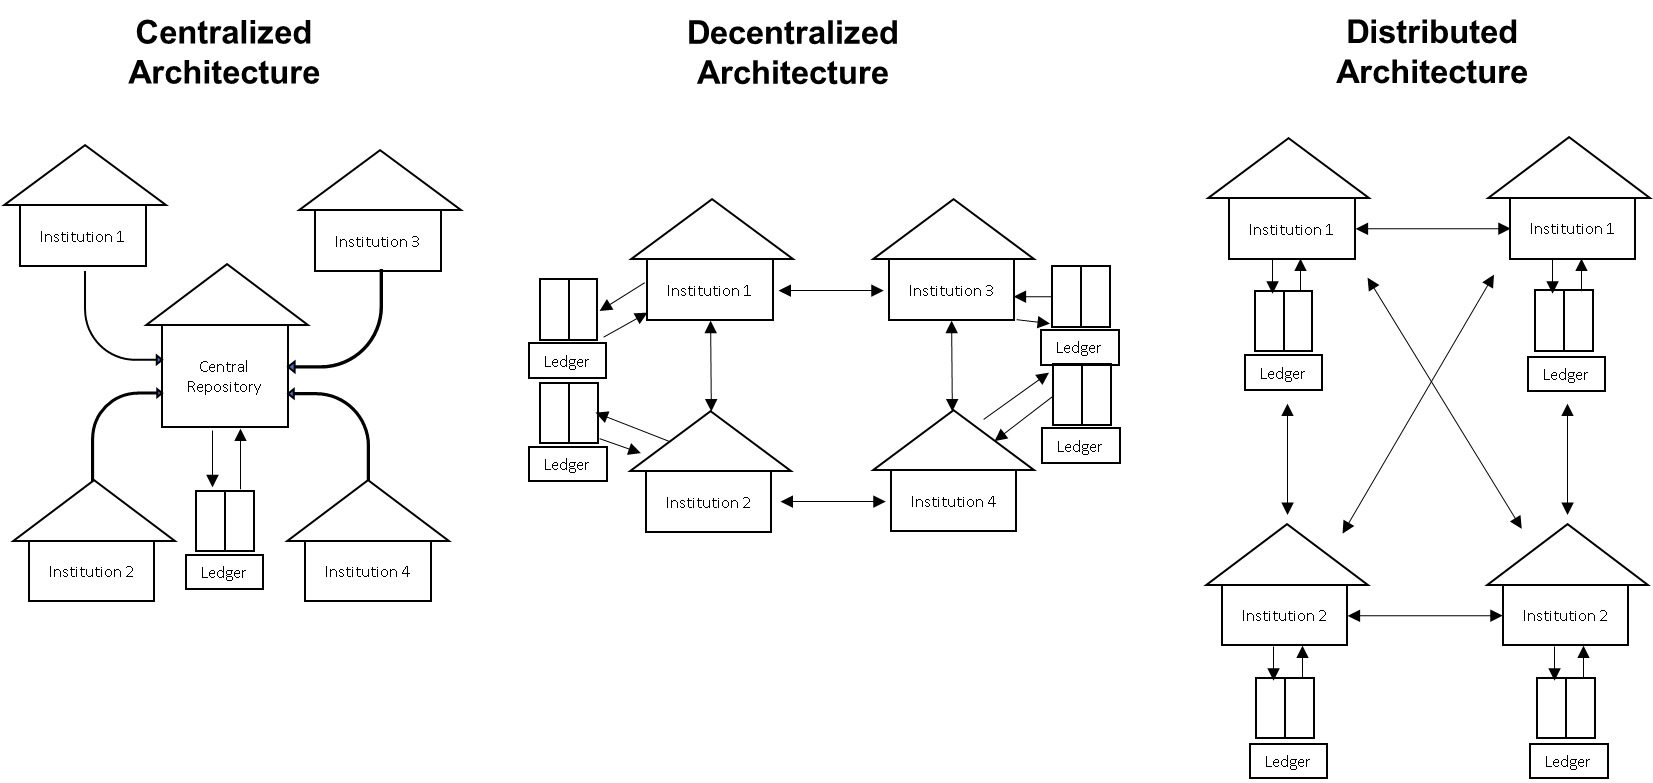 Centralized
Architecture
Institution 1
Institution 3
Central
Repository
Institution 2
Ledger
Institution 4
Decentralized
Architecture
Institution 1
Institution 3
Ledger
Ledger
Ledger
Ledger
Institution 2
Institution 4
Distributed
Architecture
Institution 1
Institution 1
Ledger
Ledger
Institution 2
Institution 2
Ledger
Ledger